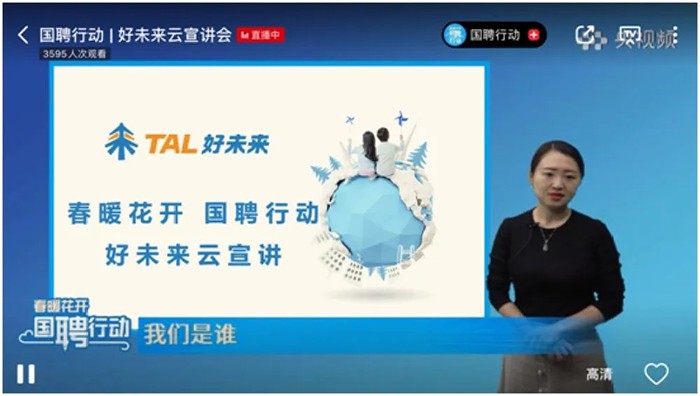 国聘行动 | 好未来云宣讲会 直播中
国聘行动
央视频
3595人次观看
TAL 好未来
春暖花开 国聘行动
好未来云宣讲
春暖花开
国聘行动
我们是谁
高清